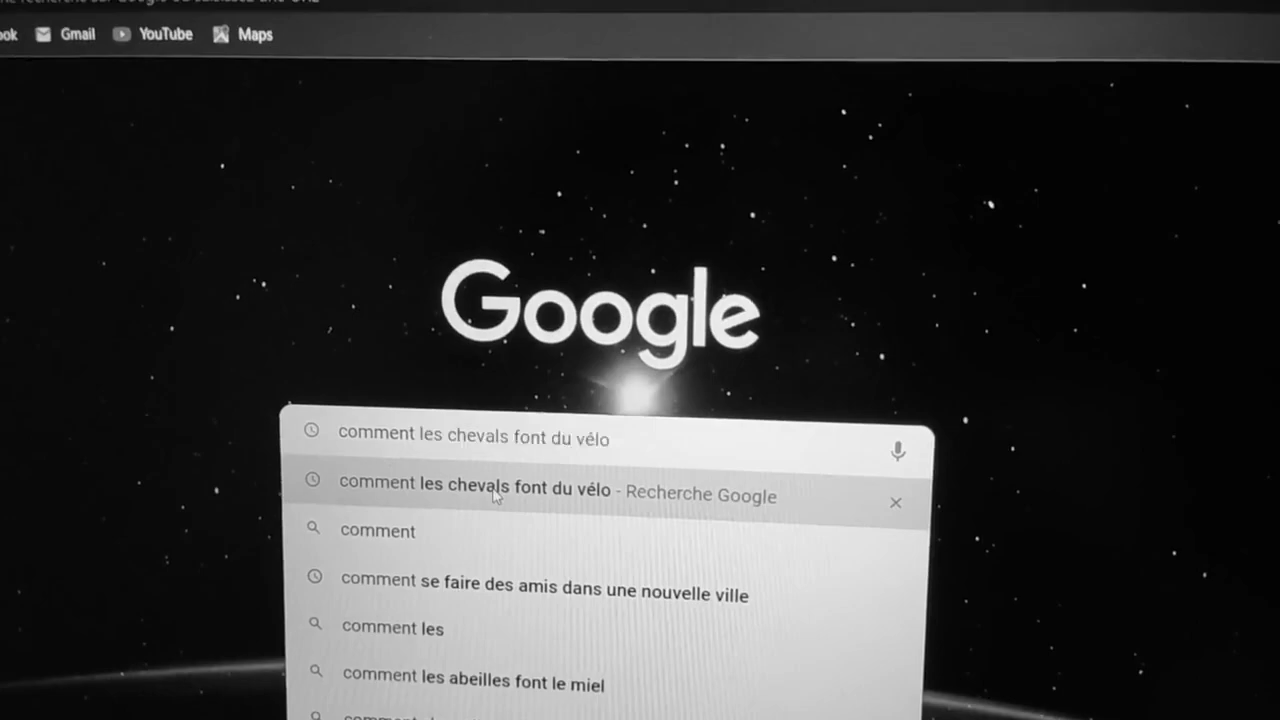 ook Gmail YouTube Maps
Google
comment les chevals font du vélo
comment les chevals font du vélo - Recherche Google
comment
comment se faire des amis dans une nouvelle ville
comment les
comment les abeilles font le miel